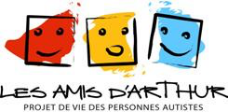 LES AMIS D'ARTHUR
PROJET DE VIE DES PERSONNES AUTISTES